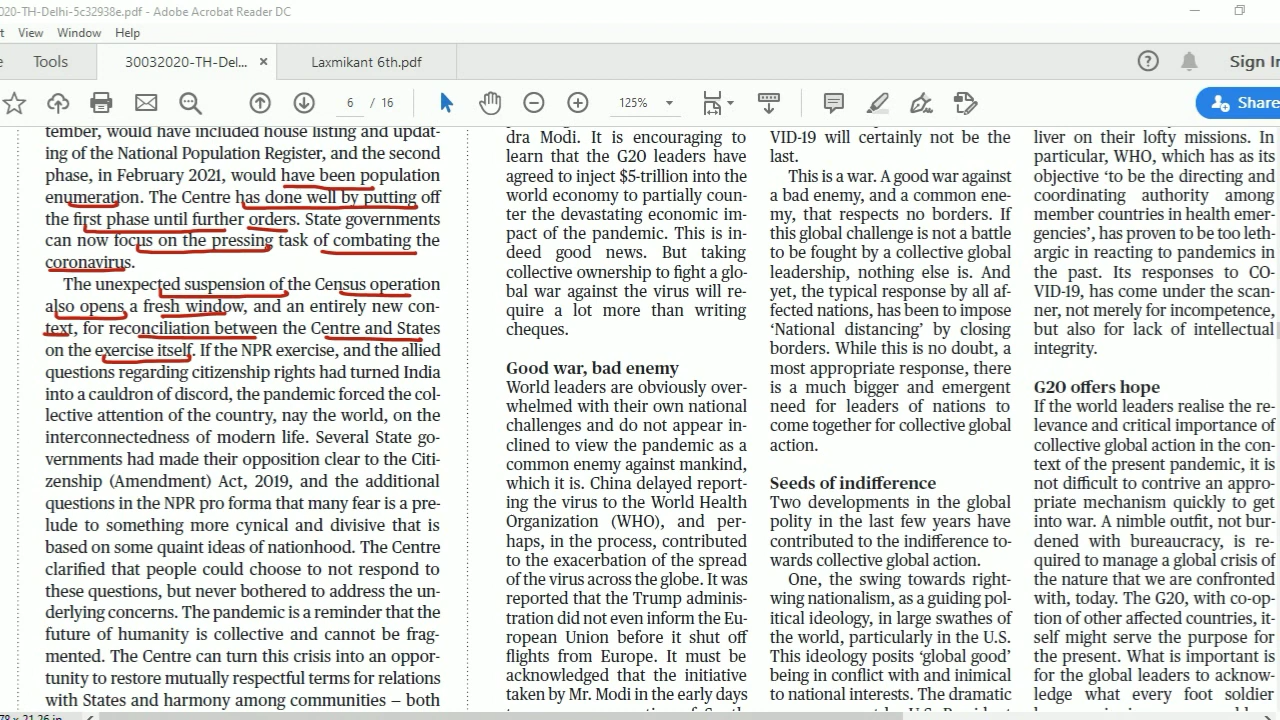 020-TH-Delhi-5c32938e.pdf - Adobe Acrobat Reader DC
View Window Help
Tools 30032020-TH-Del... × Laxmikant 6th.pdf ? Sign In
6 / 16 125% Share
tember, would have included house listing and updat-
ing of the National Population Register, and the second
phase, in February 2021, would have been population
enumeration. The Centre has done well by putting off
the first phase until further orders. State governments
can now focus on the pressing task of combating the
coronavirus.
The unexpected suspension of the Census operation
also opens a fresh window, and an entirely new con-
text, for reconciliation between the Centre and States
on the exercise itself. If the NPR exercise, and the allied
questions regarding citizenship rights had turned India
into a cauldron of discord, the pandemic forced the col-
lective attention of the country, nay the world, on the
interconnectedness of modern life. Several State go-
vernments had made their opposition clear to the Citi-
zenship (Amendment) Act, 2019, and the additional
questions in the NPR pro forma that many fear is a pre-
lude to something more cynical and divisive that is
based on some quaint ideas of nationhood. The Centre
clarified that people could choose to not respond to
these questions, but never bothered to address the un-
derlying concerns. The pandemic is a reminder that the
future of humanity is collective and cannot be frag-
mented. The Centre can turn this crisis into an oppor-
tunity to restore mutually respectful terms for relations
with States and harmony among communities – both
dra Modi. It is encouraging to
learn that the G20 leaders have
agreed to inject $5-trillion into the
world economy to partially coun-
ter the devastating economic im-
pact of the pandemic. This is in-
deed good news. But taking
collective ownership to fight a glo-
bal war against the virus will re-
quire a lot more than writing
cheques.
Good war, bad enemy
World leaders are obviously over-
whelmed with their own national
challenges and do not appear in-
clined to view the pandemic as a
common enemy against mankind,
which it is. China delayed report-
ing the virus to the World Health
Organization (WHO), and per-
haps, in the process, contributed
to the exacerbation of the spread
of the virus across the globe. It was
reported that the Trump adminis-
tration did not even inform the Eu-
ropean Union before it shut off
flights from Europe. It must be
acknowledged that the initiative
taken by Mr. Modi in the early days
VID-19 will certainly not be the
last.
This is a war. A good war against
a bad enemy, and a common ene-
my, that respects no borders. If
this global challenge is not a battle
to be fought by a collective global
leadership, nothing else is. And
yet, the typical response by all af-
fected nations, has been to impose
‘National distancing’ by closing
borders. While this is no doubt, a
most appropriate response, there
is a much bigger and emergent
need for leaders of nations to
come together for collective global
action.
Seeds of indifference
Two developments in the global
polity in the last few years have
contributed to the indifference to-
wards collective global action.
One, the swing towards right-
wing nationalism, as a guiding pol-
itical ideology, in large swathes of
the world, particularly in the U.S.
This ideology posits ‘global good’
being in conflict with and inimical
to national interests. The dramatic
liver on their lofty missions. In
particular, WHO, which has as its
objective ‘to be the directing and
coordinating authority among
member countries in health emer-
gencies’, has proven to be too leth-
argic in reacting to pandemics in
the past. Its responses to CO-
VID-19, has come under the scan-
ner, not merely for incompetence,
but also for lack of intellectual
integrity.
G20 offers hope
If the world leaders realise the re-
levance and critical importance of
collective global action in the con-
text of the present pandemic, it is
not difficult to contrive an appro-
priate mechanism quickly to get
into war. A nimble outfit, not bur-
dened with bureaucracy, is re-
quired to manage a global crisis of
the nature that we are confronted
with, today. The G20, with co-op-
tion of other affected countries, it-
self might serve the purpose for
the present. What is important is
for the global leaders to acknow-
ledge what every foot soldier